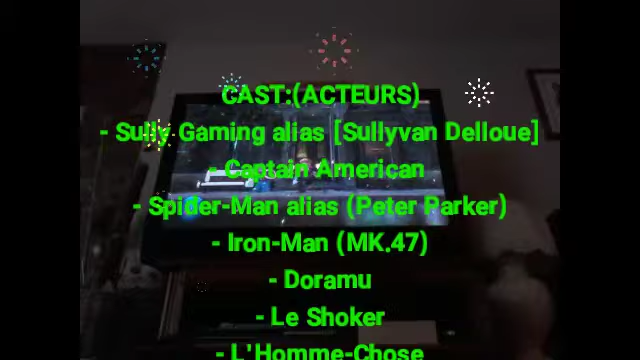 CAST:(ACTEURS)
- Sully Gaming alias [Sullyvan Delloue]
- Captain American
- Spider-Man alias (Peter Parker)
- Iron-Man (MK.47)
- Doramu
- Le Shoker
- L'Homme-Chose